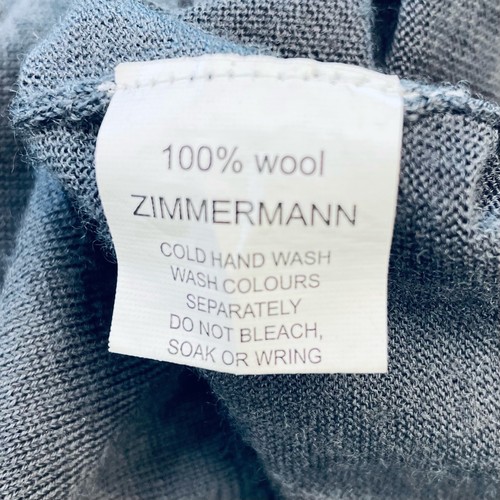 100% wool
ZIMMERMANN
COLD HAND WASH
WASH COLOURS
SEPARATELY
DO NOT BLEACH,
SOAK OR WRING